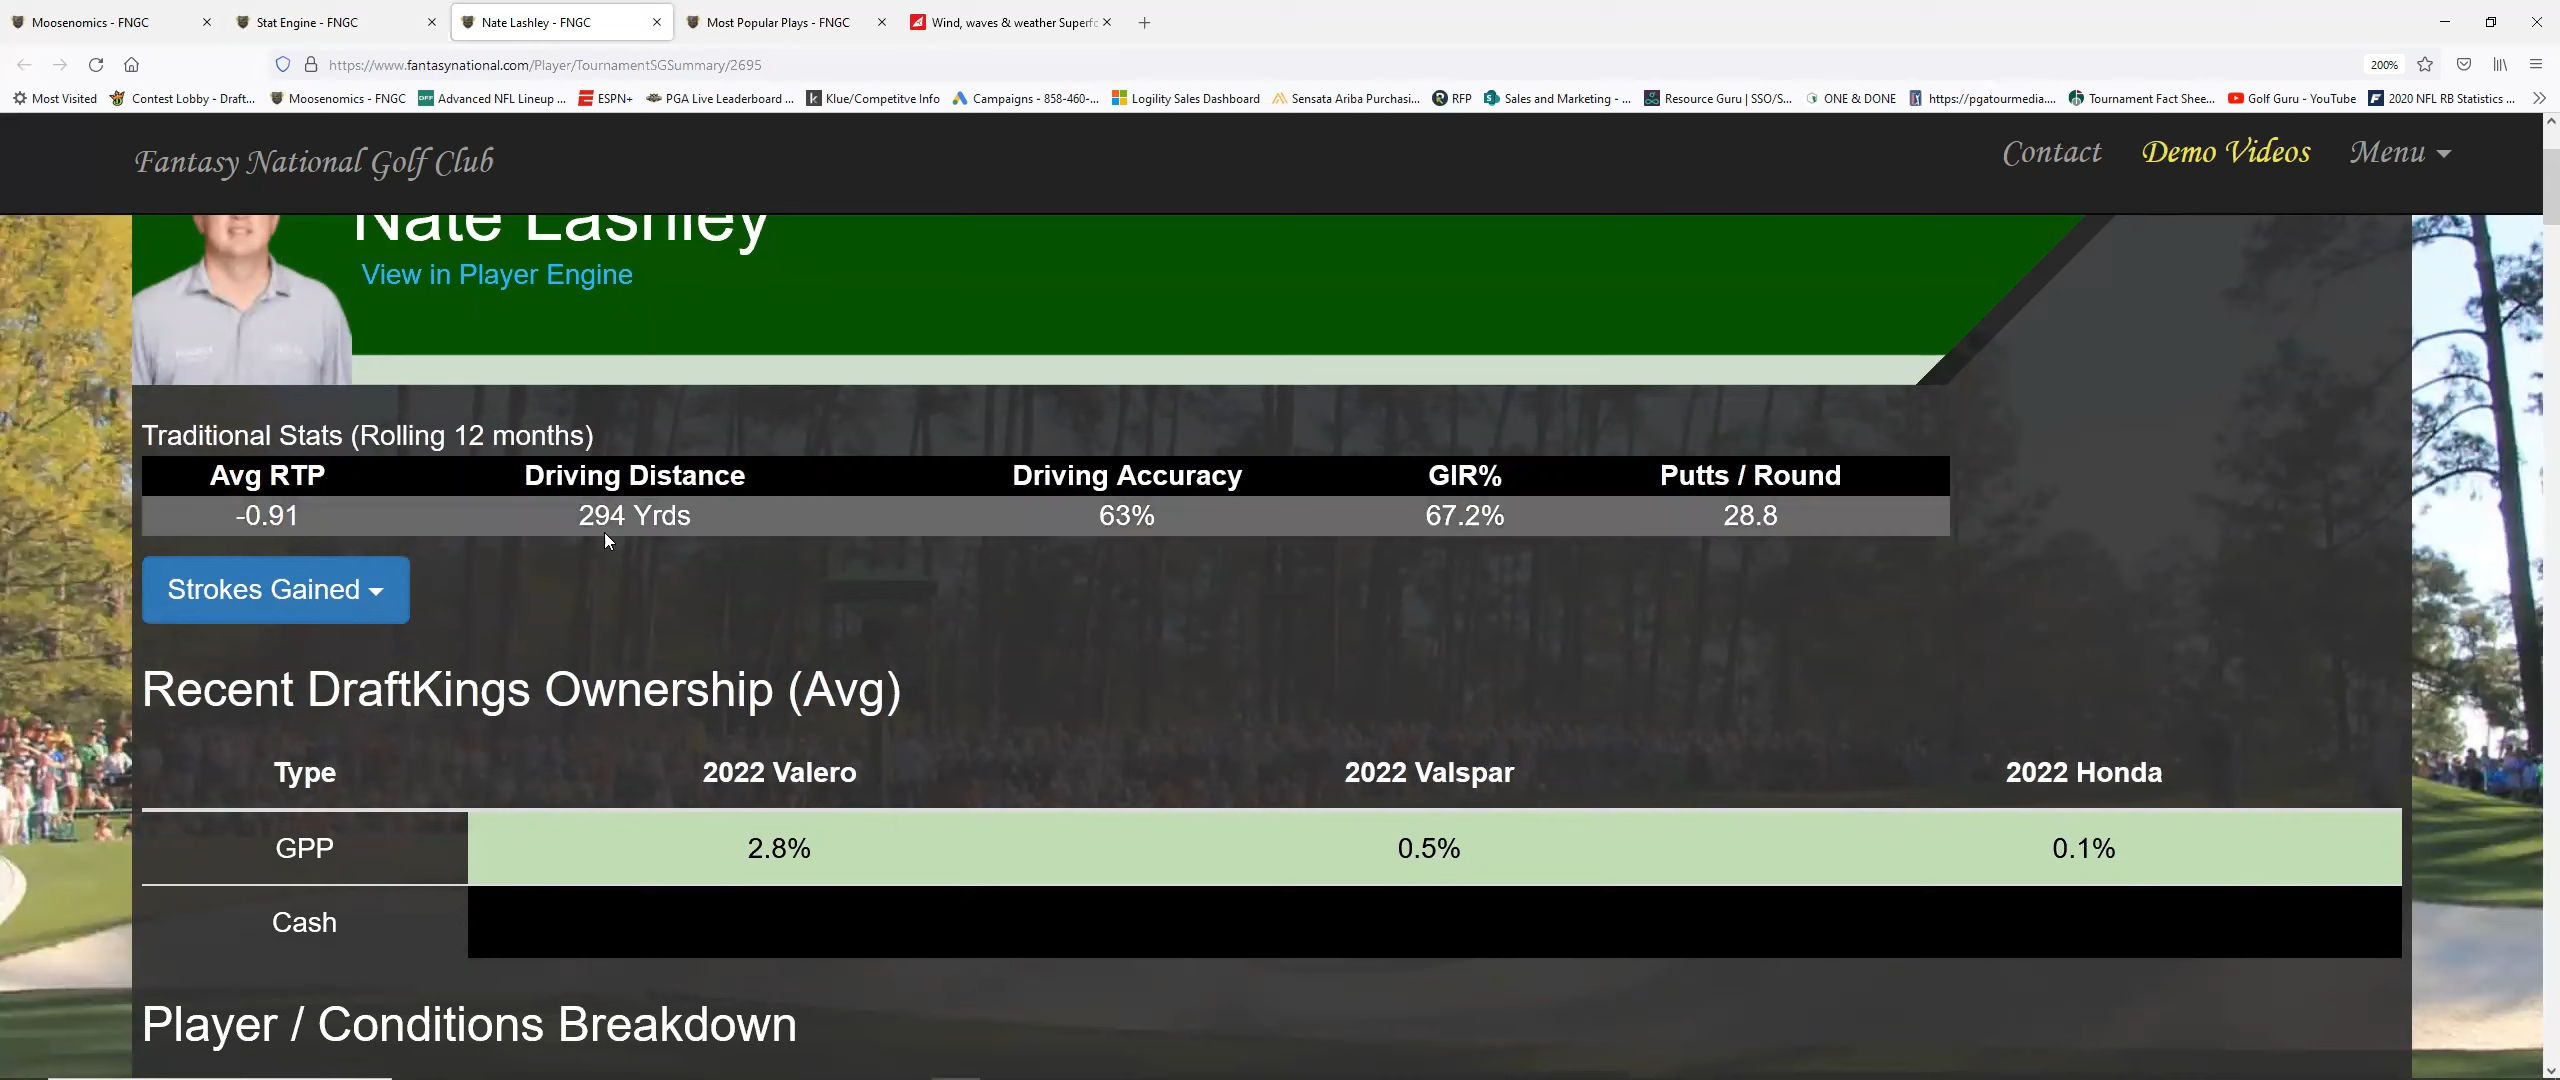 Moosenomics - FNGC
Stat Engine - FNGC
Nate Lashley - FNGC
Most Popular Plays - FNGC
Wind, waves & weather Superfc
https://www.fantasynational.com/Player/TournamentSGSummary/2695
200%
Most Visited
Contest Lobby - Draft...
Moosenomics - FNGC
Advanced NFL Lineup ...
ESPN+
PGA Live Leaderboard ...
Klue/Competitve Info
Campaigns - 858-460-...
Logility Sales Dashboard
Sensata Ariba Purchasi...
RFP
Sales and Marketing - ...
Resource Guru | SSO/S...
ONE & DONE
https://pgatourmedia....
Tournament Fact Shee...
Golf Guru - YouTube
2020 NFL RB Statistics ...
Fantasy National Golf Club
Contact
Demo Videos
Menu
Nate Lashley
View in Player Engine
Traditional Stats (Rolling 12 months)
Avg RTP Driving Distance Driving Accuracy GIR% Putts / Round
-0.91 294 Yrds 63% 67.2% 28.8
Strokes Gained
Recent DraftKings Ownership (Avg)
Type 2022 Valero 2022 Valspar 2022 Honda
GPP 2.8% 0.5% 0.1%
Cash
Player / Conditions Breakdown